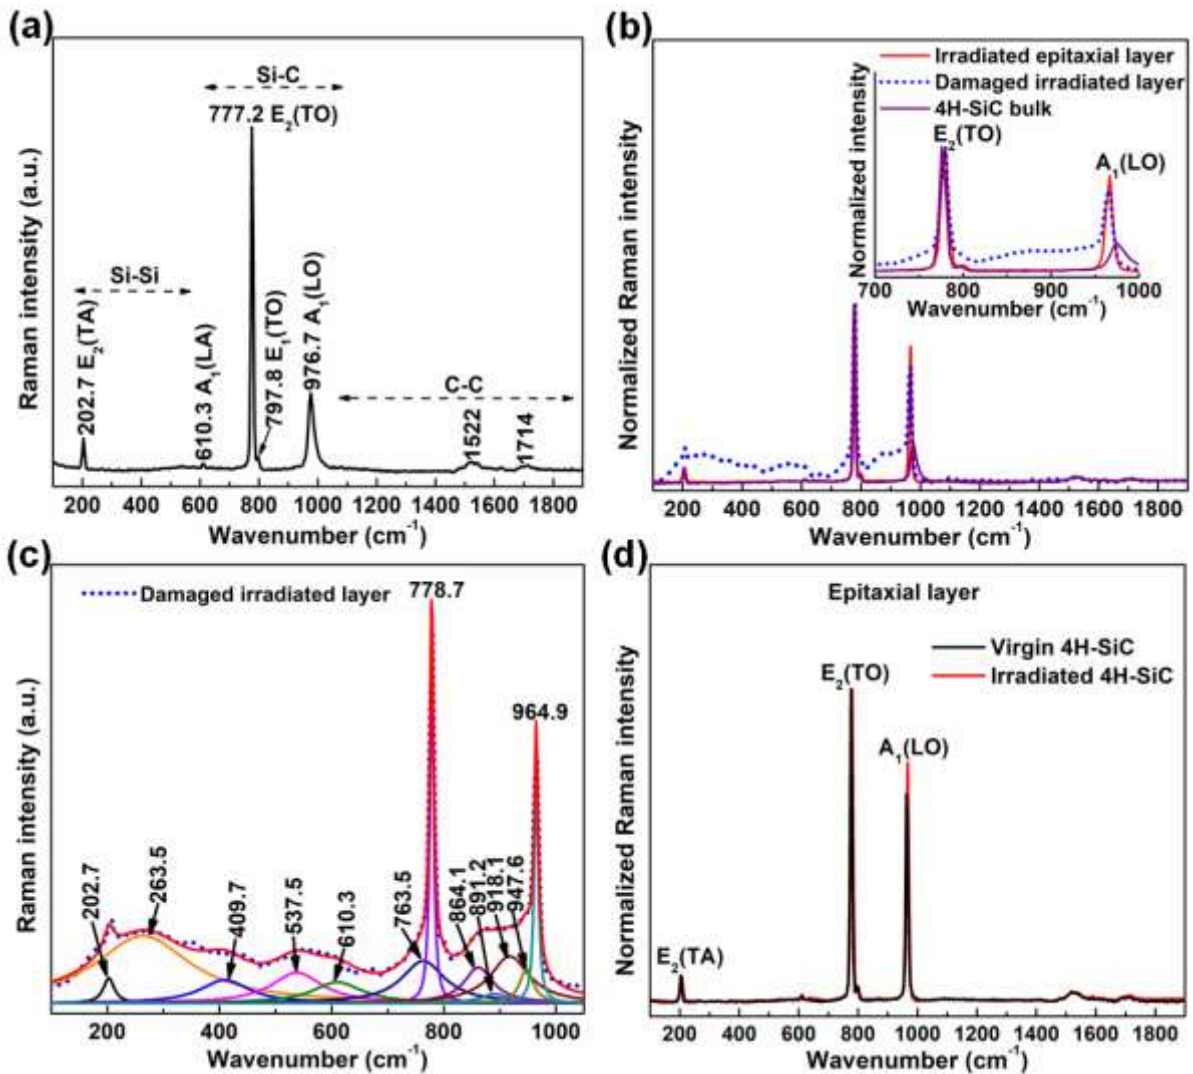 (a)
Si-C
777.2 E₂(TO)
Si-Si
202.7 E₂(TA)
610.3 A₁(LA)
797.8 E₁(TO)
976.7 A₁(LO)
C-C
1522
1714
Raman intensity (a.u.)
200 400 600 800 1000 1200 1400 1600 1800
Wavenumber (cm⁻¹)
(b)
Irradiated epitaxial layer
Damaged irradiated layer
4H-SiC bulk
E₂(TO)
A₁(LO)
Normalized intensity
700 800 900 1000
Wavenumber (cm⁻¹)
Normalized Raman intensity
200 400 600 800 1000 1200 1400 1600 1800
Wavenumber (cm⁻¹)
(c)
Damaged irradiated layer
778.7
964.9
202.7
263.5
409.7
537.5
610.3
763.5
864.1
891.2
918.1
947.6
Raman intensity (a.u.)
200 400 600 800 1000
Wavenumber (cm⁻¹)
(d)
Epitaxial layer
Virgin 4H-SiC
Irradiated 4H-SiC
E₂(TO)
A₁(LO)
E₂(TA)
Normalized Raman intensity
200 400 600 800 1000 1200 1400 1600 1800
Wavenumber (cm⁻¹)